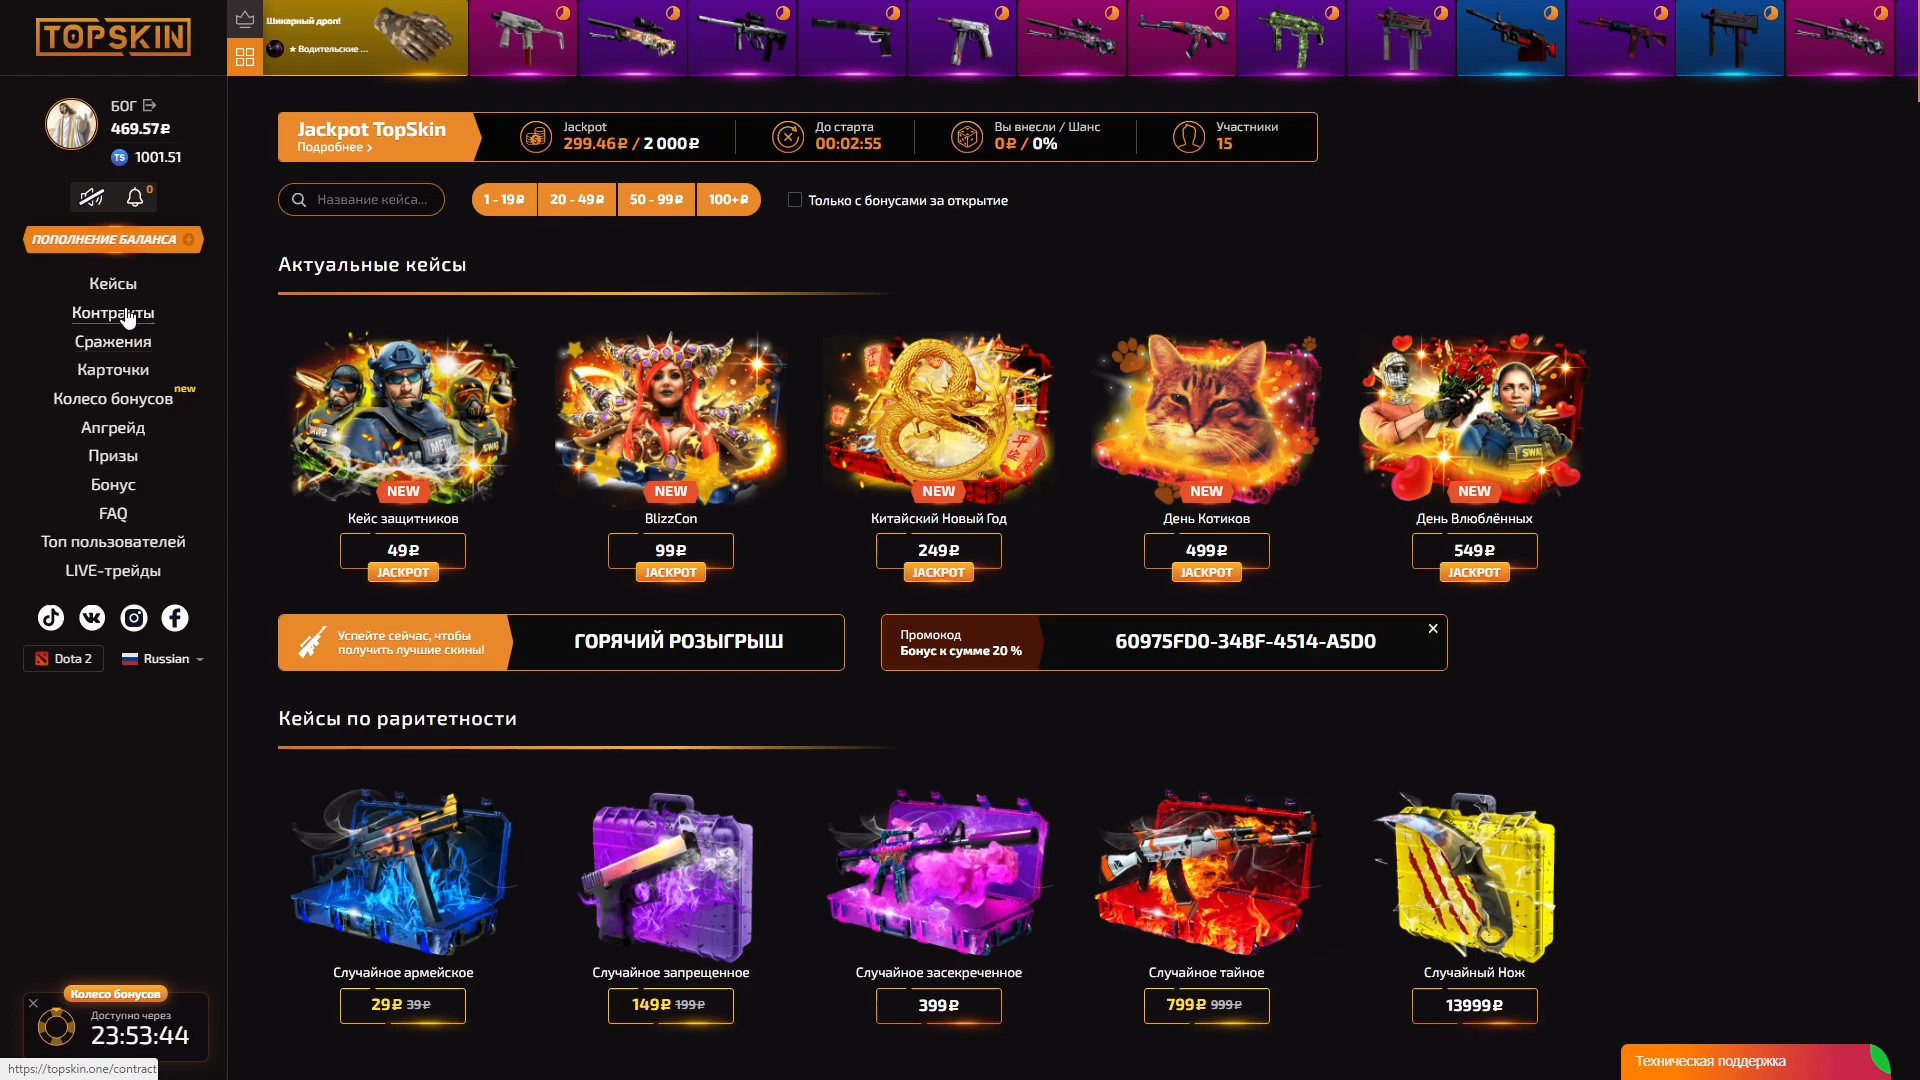 TOPSKIN
Шикарный дроп!
★ Водительские ...
БОГ
469.57₽
TS 1001.51
0
ПОПОЛНЕНИЕ БАЛАНСА
Кейсы
Контракты
Сражения
Карточки
Колесо бонусов new
Апгрейд
Призы
Бонус
FAQ
Топ пользователей
LIVE-трейды
Dota 2
Russian
Колесо бонусов
Доступно через
23:53:44
https://topskin.one/contract
Jackpot TopSkin
Подробнее
Jackpot
299.46₽ / 2 000₽
До старта
00:02:55
Вы внесли / Шанс
0₽ / 0%
Участники
15
Название кейса...
1 - 19₽
20 - 49₽
50 - 99₽
100+₽
Только с бонусами за открытие
Актуальные кейсы
NEW
Кейс защитников
49₽
JACKPOT
NEW
BlizzCon
99₽
JACKPOT
NEW
Китайский Новый Год
249₽
JACKPOT
NEW
День Котиков
499₽
JACKPOT
NEW
День Влюблённых
549₽
JACKPOT
Успейте сейчас, чтобы
получить лучшие скины!
ГОРЯЧИЙ РОЗЫГРЫШ
Промокод
Бонус к сумме 20 %
60975FD0-34BF-4514-A5D0
Кейсы по раритетности
Случайное армейское
29₽ 39₽
Случайное запрещенное
149₽ 199₽
Случайное засекреченное
399₽
Случайное тайное
799₽ 999₽
Случайный Нож
13999₽
Техническая поддержка